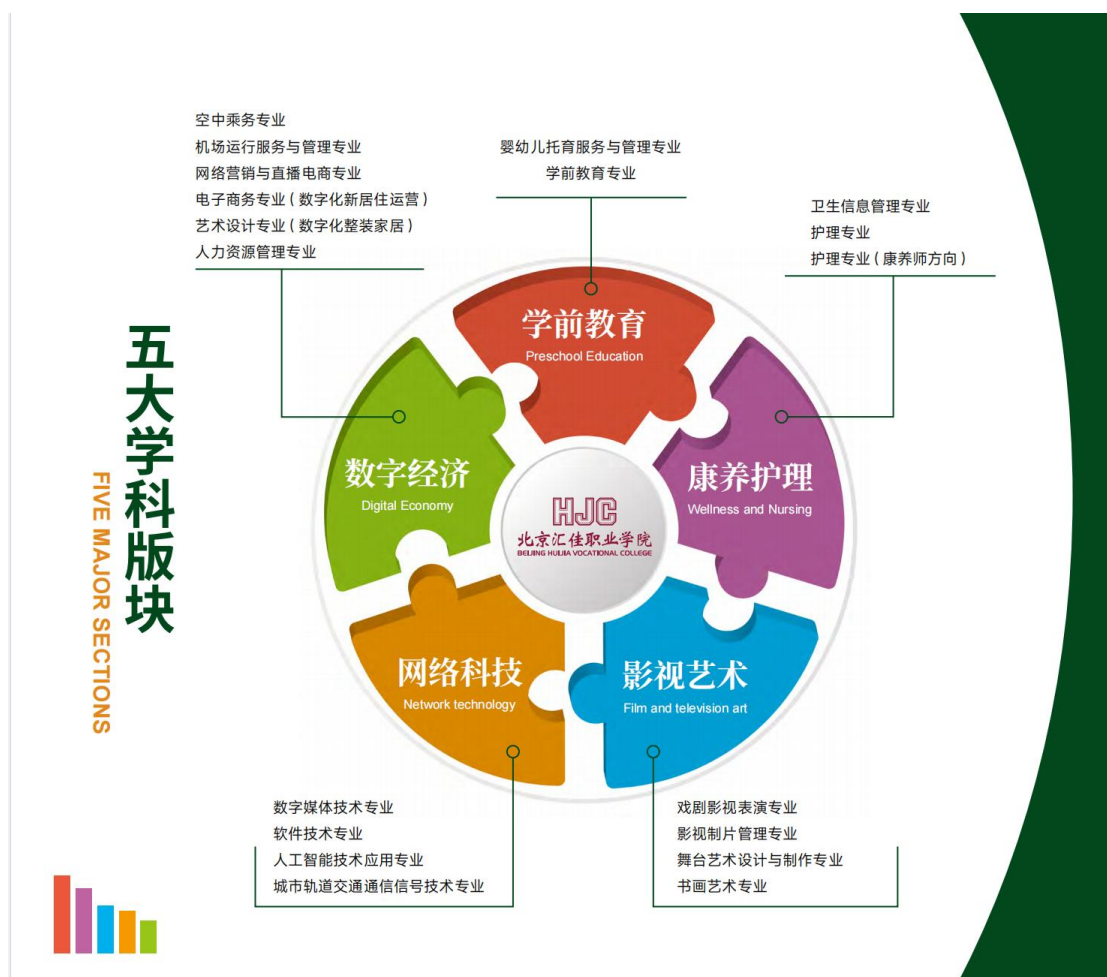 五大学科版块
FIVE MAJOR SECTIONS
空中乘务专业
机场运行服务与管理专业
网络营销与直播电商专业
电子商务专业(数字化新居住运营)
艺术设计专业(数字化整装家居)
人力资源管理专业
婴幼儿托育服务与管理专业
学前教育专业
卫生信息管理专业
护理专业
护理专业(康养师方向)
学前教育
Preschool Education
数字经济
Digital Economy
康养护理
Wellness and Nursing
HJC
北京汇佳职业学院
BEIJING HUIJIA VOCATIONAL COLLEGE
网络科技
Network technology
影视艺术
Film and television art
数字媒体技术专业
软件技术专业
人工智能技术应用专业
城市轨道交通通信信号技术专业
戏剧影视表演专业
影视制片管理专业
舞台艺术设计与制作专业
书画艺术专业